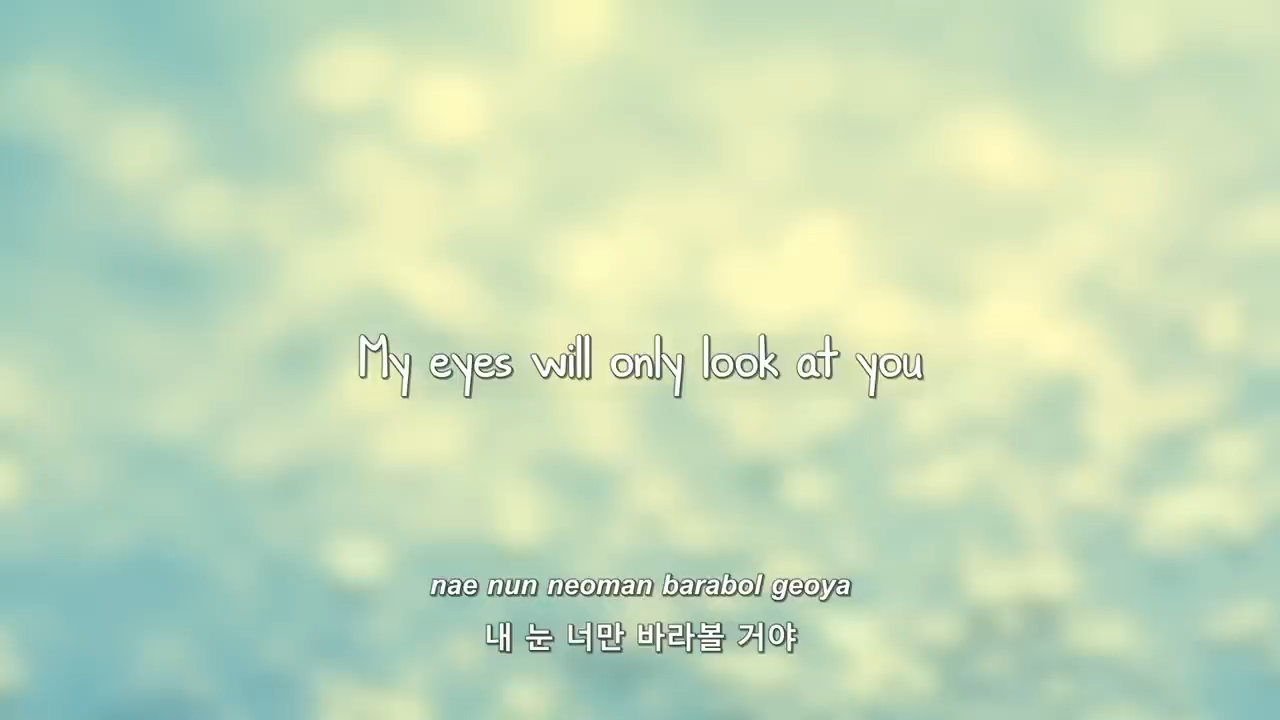 My eyes will only look at you
nae nun neoman barabol geoya
내 눈 너만 바라볼 거야